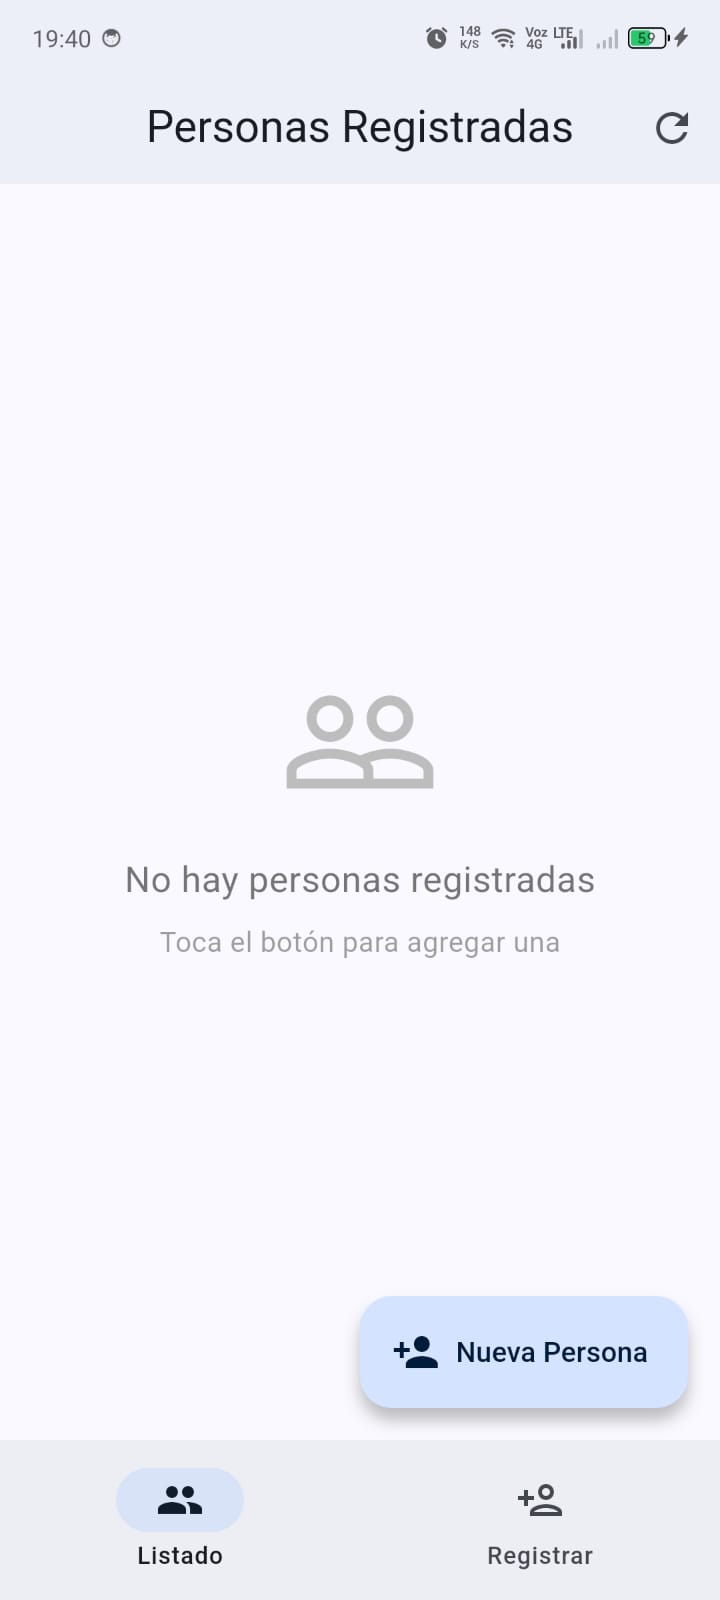 19:40 148 K/S Voz 4G LTE 59
Personas Registradas
No hay personas registradas
Toca el botón para agregar una
Nueva Persona
Listado Registrar